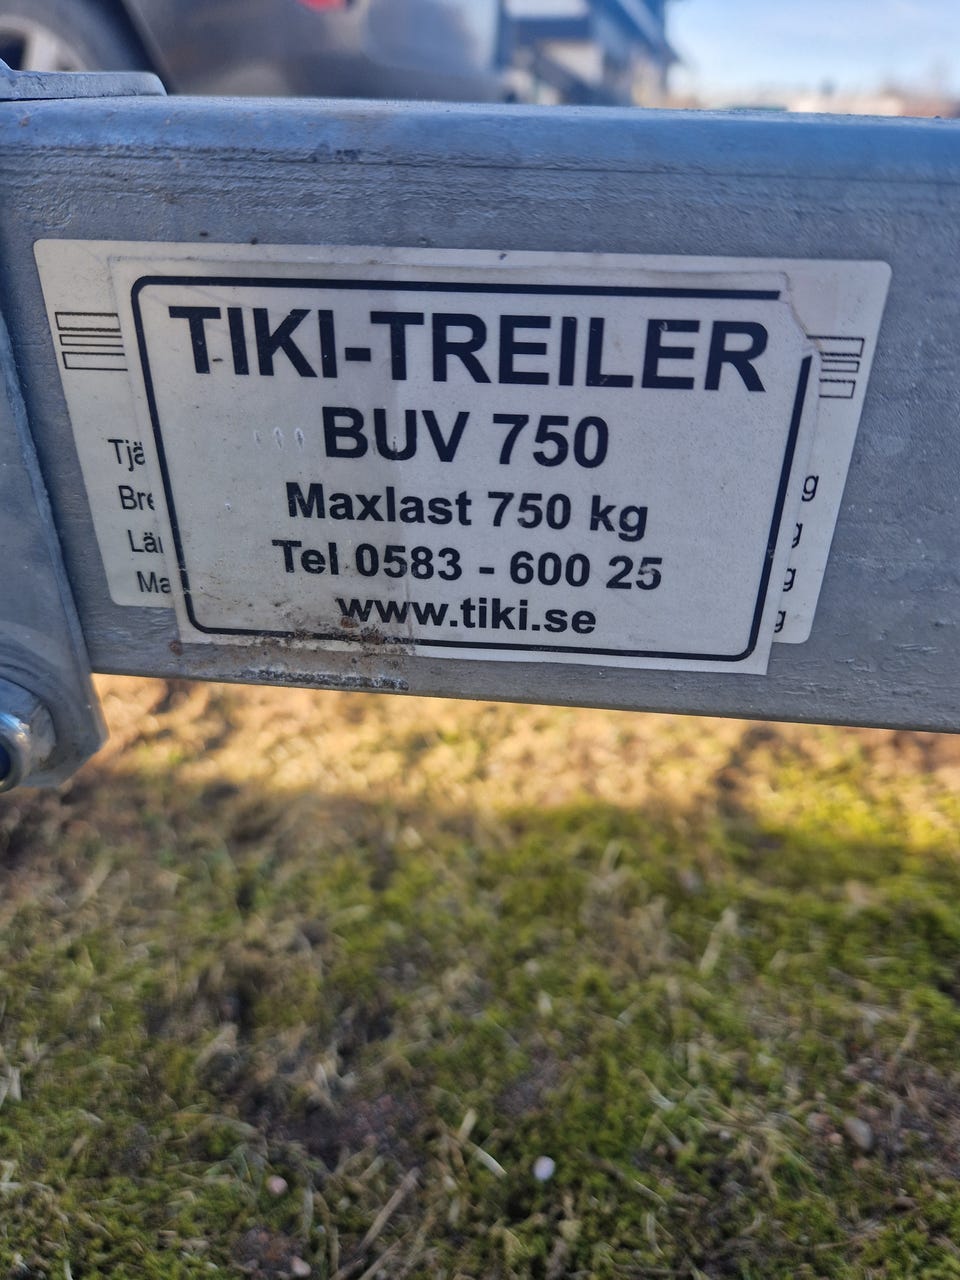 TIKI-TREILER
BUV 750
Maxlast 750 kg
Tel 0583 - 600 25
www.tiki.se